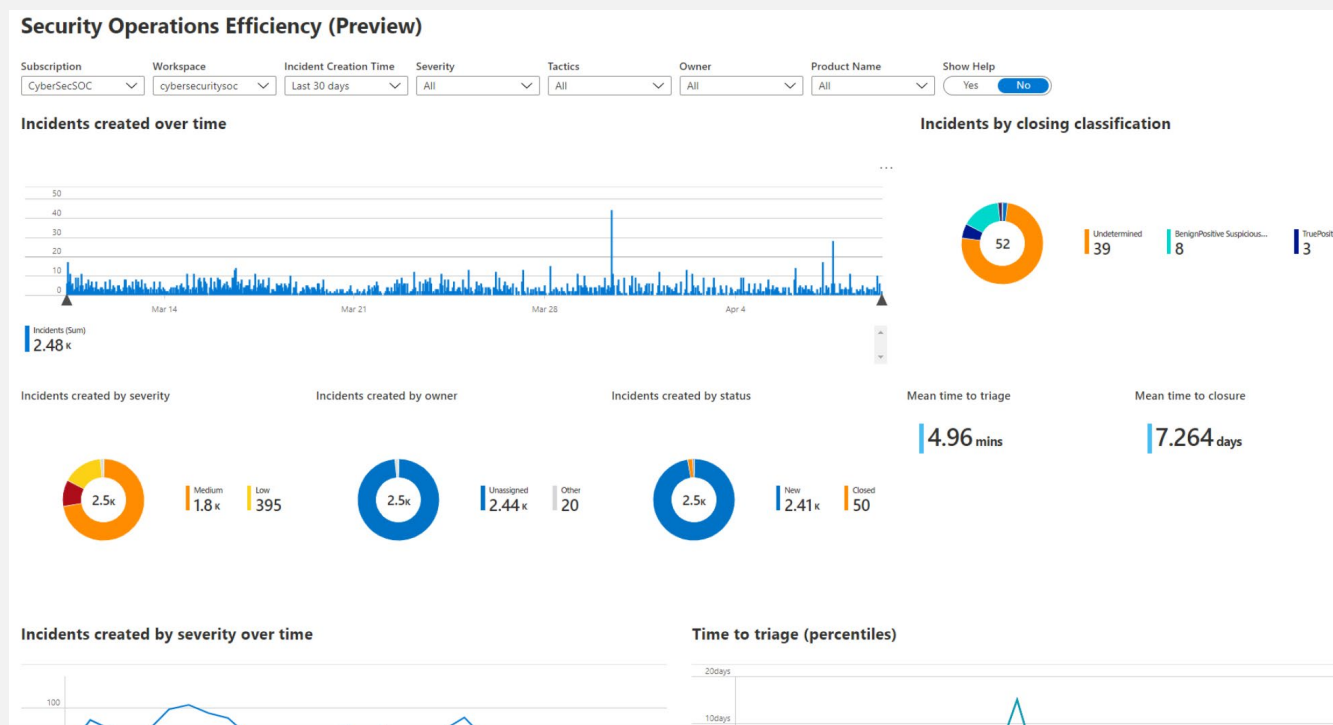 Security Operations Efficiency (Preview)
Subscription Workspace Incident Creation Time Severity Tactics Owner Product Name Show Help
CyberSecSOC cybersecuritysoc Last 30 days All All All All Yes No
Incidents created over time
Incidents by closing classification
...
50
40
30
20
10
0
Mar 14 Mar 21 Mar 28 Apr 4
Incidents (Sum)
2.48 K
52
Undetermined BenignPositive Suspicious... TruePosit
39 8 3
Incidents created by severity Incidents created by owner Incidents created by status Mean time to triage Mean time to closure
4.96 mins 7.264 days
2.5K
Medium Low
1.8 K 395
2.5K
Unassigned Other
2.44 K 20
2.5K
New Closed
2.41 K 50
Incidents created by severity over time
Time to triage (percentiles)
100
20days
10days